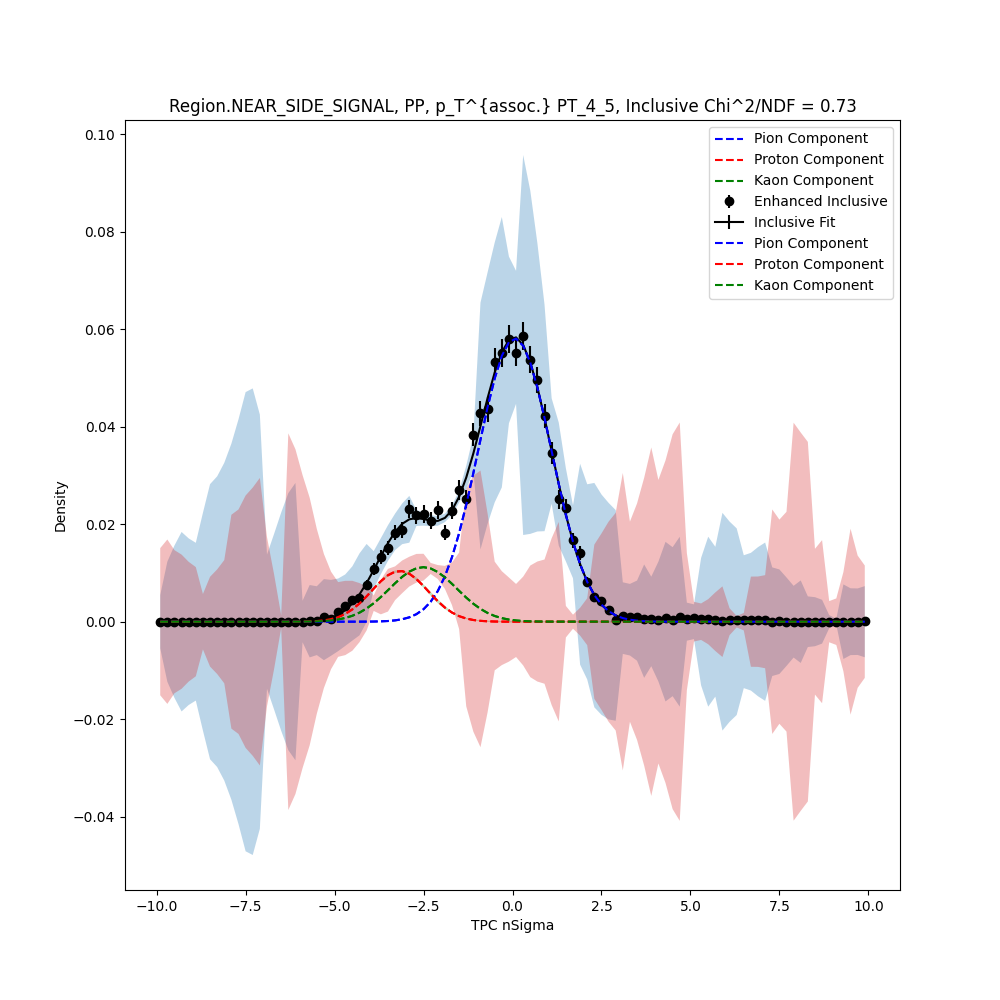 Region.NEAR_SIDE_SIGNAL, PP, p_T^{assoc.} PT_4_5, Inclusive Chi^2/NDF = 0.73
Pion Component
Proton Component
Kaon Component
Enhanced Inclusive
Inclusive Fit
Pion Component
Proton Component
Kaon Component
0.10
0.08
0.06
0.04
0.02
0.00
−0.02
−0.04
Density
−10.0 −7.5 −5.0 −2.5 0.0 2.5 5.0 7.5 10.0
TPC nSigma